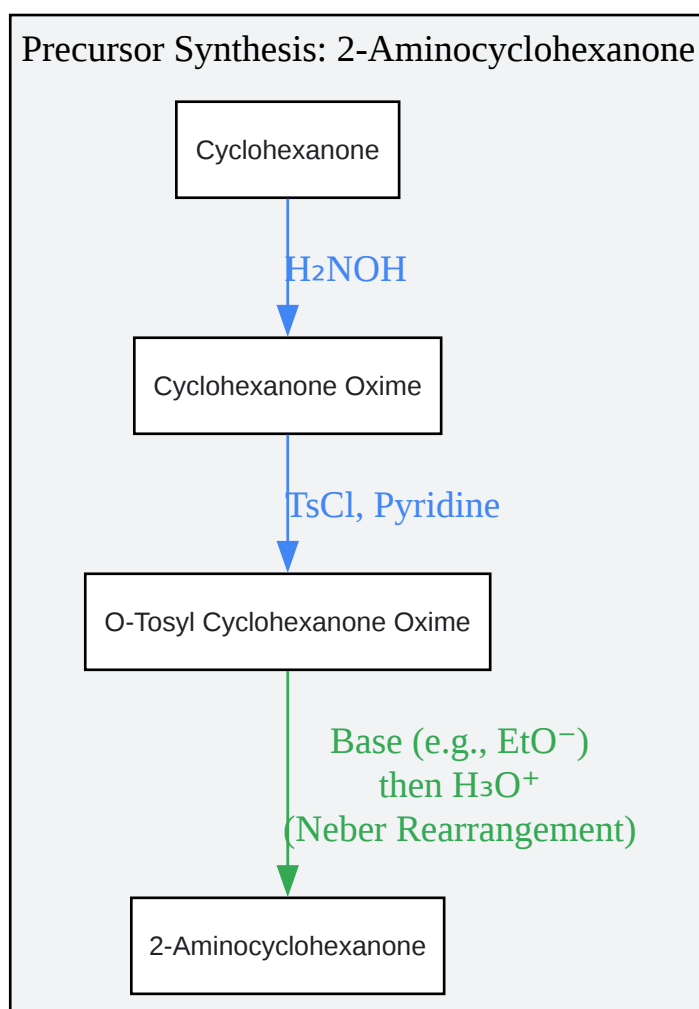 Precursor Synthesis: 2-Aminocyclohexanone
Cyclohexanone
H₂NOH
Cyclohexanone Oxime
TsCl, Pyridine
O-Tosyl Cyclohexanone Oxime
Base (e.g., EtO⁻)
then H₃O⁺
(Neber Rearrangement)
2-Aminocyclohexanone